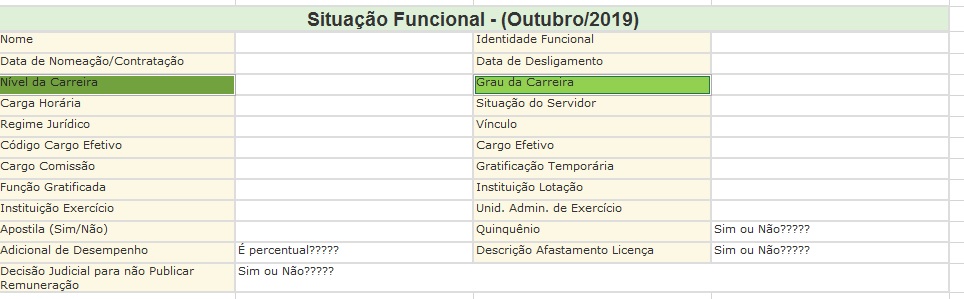 Situação Funcional - (Outubro/2019)
Nome Identidade Funcional
Data de Nomeação/Contratação Data de Desligamento
Nível da Carreira Grau da Carreira
Carga Horária Situação do Servidor
Regime Jurídico Vínculo
Código Cargo Efetivo Cargo Efetivo
Cargo Comissão Gratificação Temporária
Função Gratificada Instituição Lotação
Instituição Exercício Unid. Admin. de Exercício
Apostila (Sim/Não) Quinquênio Sim ou Não?????
Adicional de Desempenho É percentual????? Descrição Afastamento Licença Sim ou Não?????
Decisão Judicial para não Publicar Sim ou Não?????
Remuneração